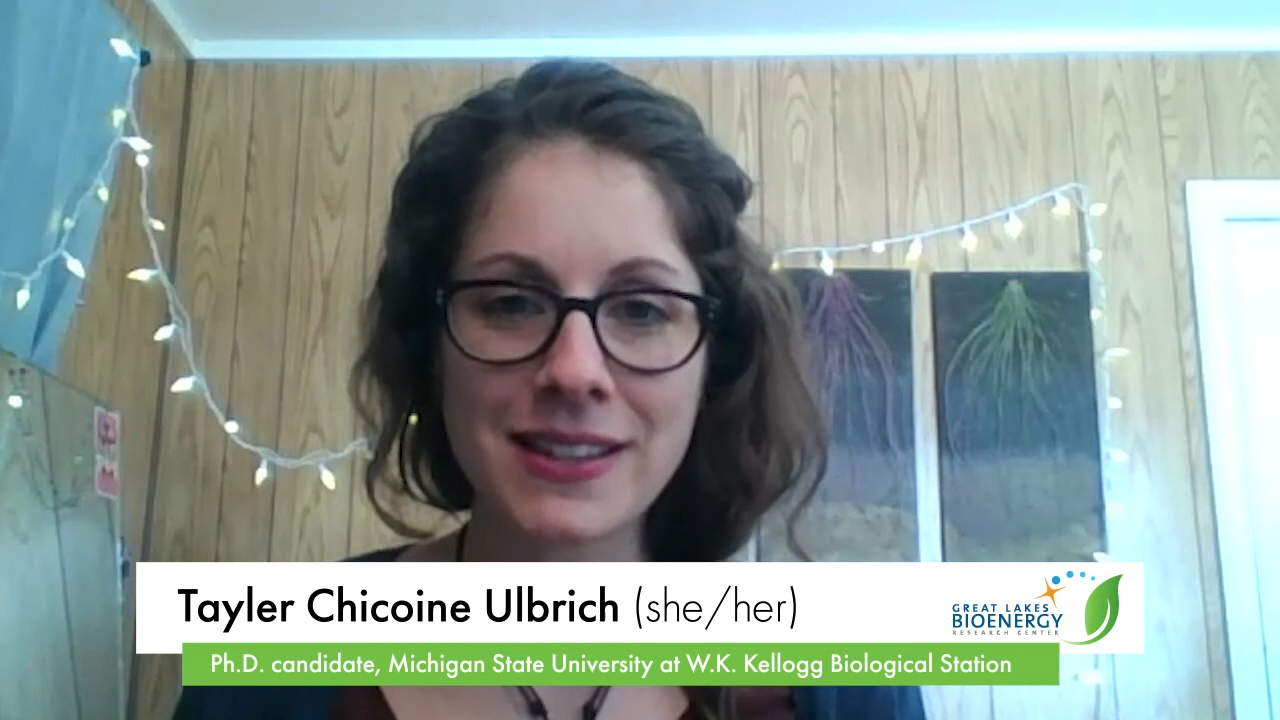 Tayler Chicoine Ulbrich (she/her)
GREAT LAKES
BIOENERGY
RESEARCH CENTER
Ph.D. candidate, Michigan State University at W.K. Kellogg Biological Station